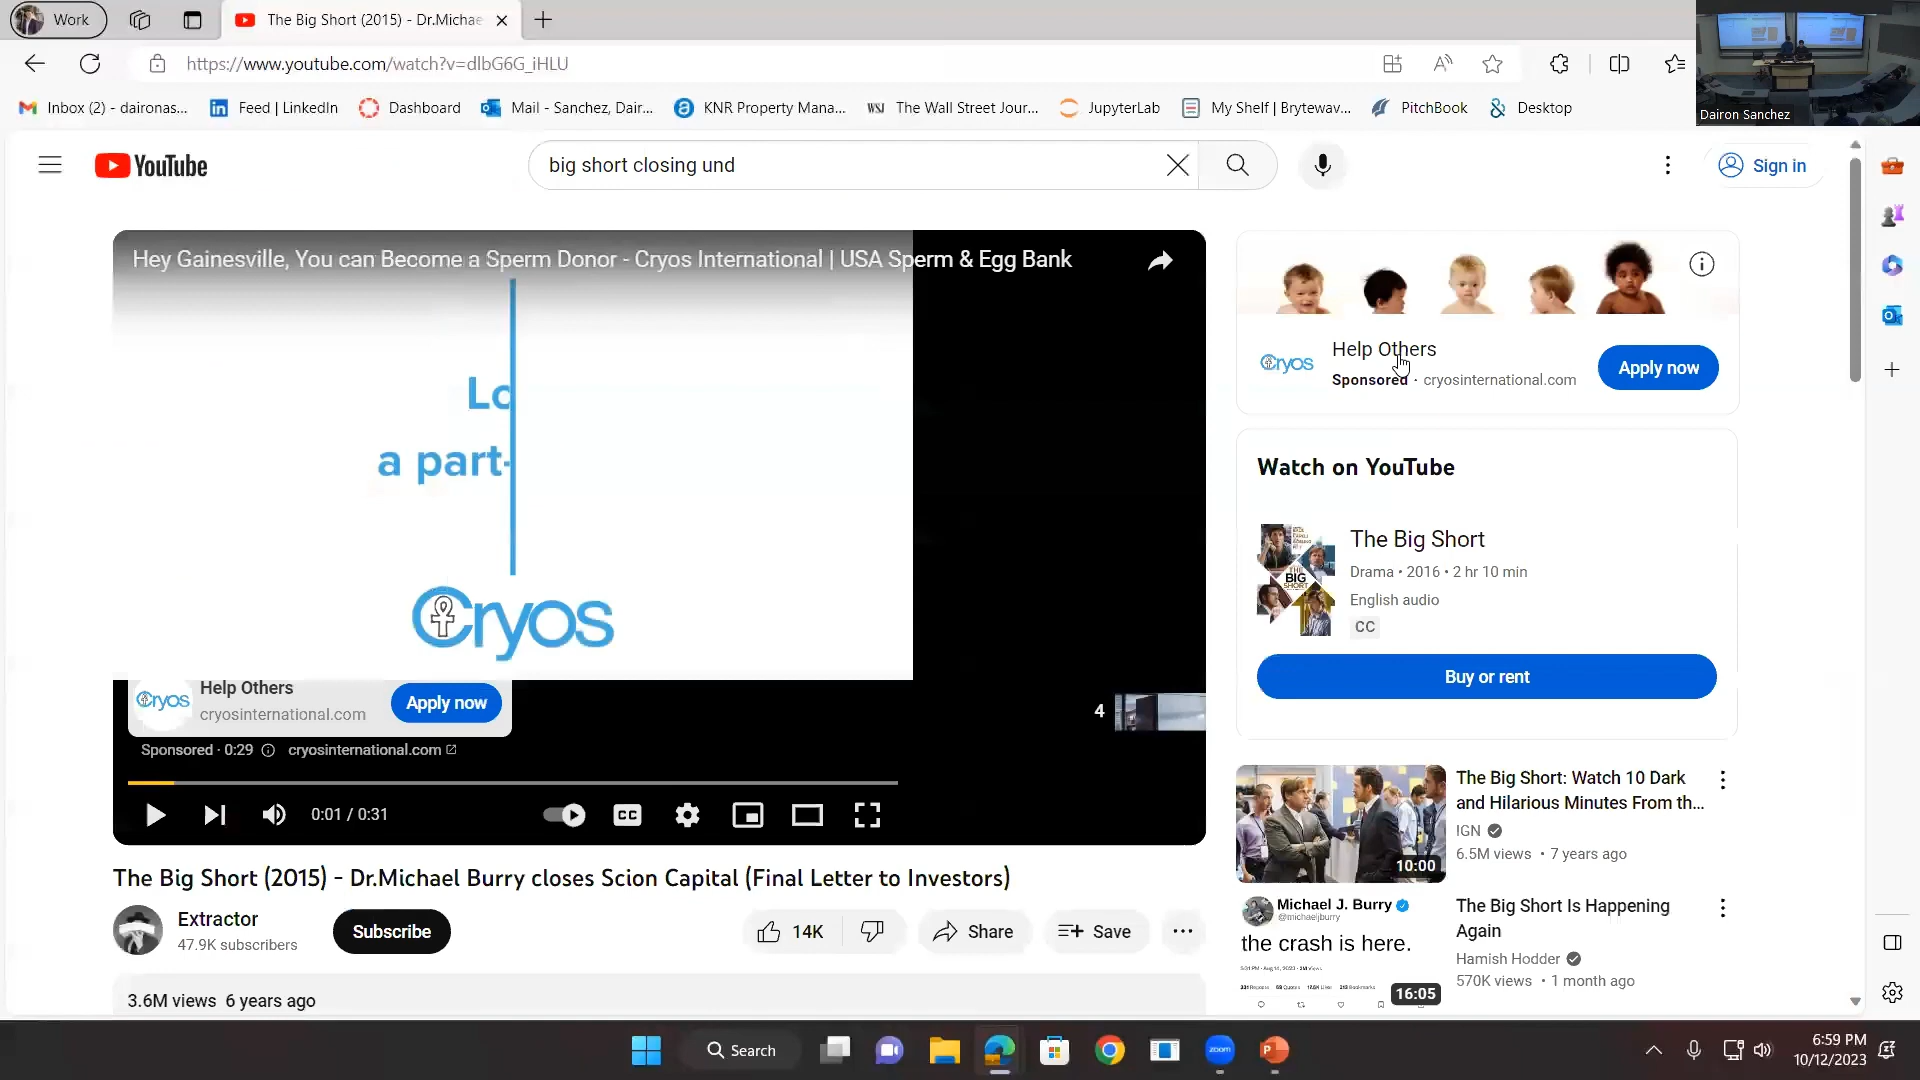 Work
The Big Short (2015) - Dr.Michae
https://www.youtube.com/watch?v=dlbG6G_iHLU
Inbox (2) - daironas...
Feed | LinkedIn
Dashboard
Mail - Sanchez, Dair...
KNR Property Mana...
WSJ
The Wall Street Jour...
JupyterLab
My Shelf | Brytewav...
PitchBook
Desktop
Dairon Sanchez
YouTube
big short closing und
Sign in
Hey Gainesville, You can Become a Sperm Donor - Cryos International | USA Sperm & Egg Bank
Lo
a part-
Cryos
Cryos
Help Others
cryosinternational.com
Apply now
4
Sponsored · 0:29
cryosinternational.com
0:01 / 0:31
CC
The Big Short (2015) - Dr.Michael Burry closes Scion Capital (Final Letter to Investors)
Extractor
47.9K subscribers
Subscribe
14K
Share
Save
3.6M views 6 years ago
Cryos
Help Others
Sponsored · cryosinternational.com
Apply now
Watch on YouTube
THE
BIG
SHORT
The Big Short
Drama • 2016 • 2 hr 10 min
English audio
CC
Buy or rent
10:00
The Big Short: Watch 10 Dark
and Hilarious Minutes From th...
IGN
6.5M views • 7 years ago
Michael J. Burry
@michaeljburry
the crash is here.
16:05
The Big Short Is Happening
Again
Hamish Hodder
570K views • 1 month ago
Search
zoom
6:59 PM
10/12/2023